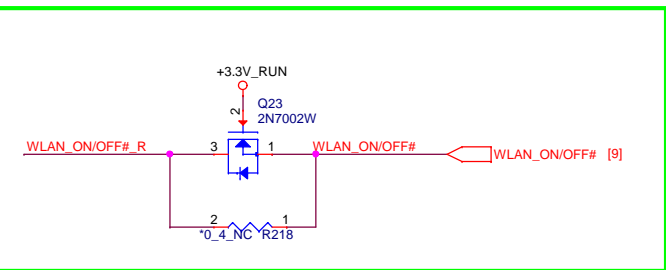 +3.3V_RUN
2
Q23
2N7002W
WLAN_ON/OFF#_R
3
1
WLAN_ON/OFF#
WLAN_ON/OFF# [9]
2
1
*0_4_NC R218